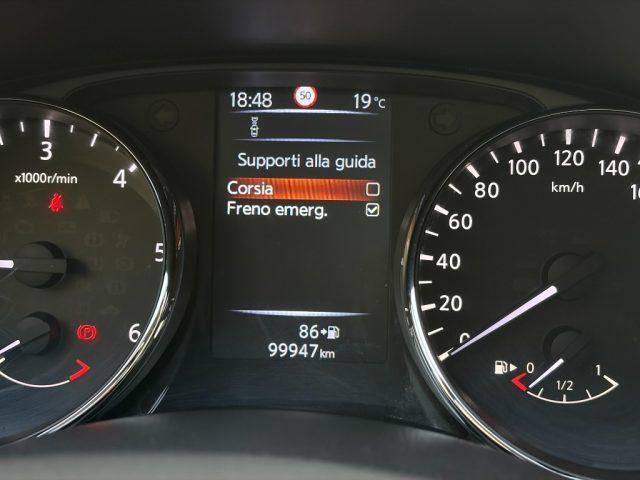 18:48 50 19°C
Supporti alla guida
Corsia
Freno emerg.
86
99947km
3
4
x1000r/min
5
6
P
0
20
40
60
80
100
120
140
km/h
0 1/2 1